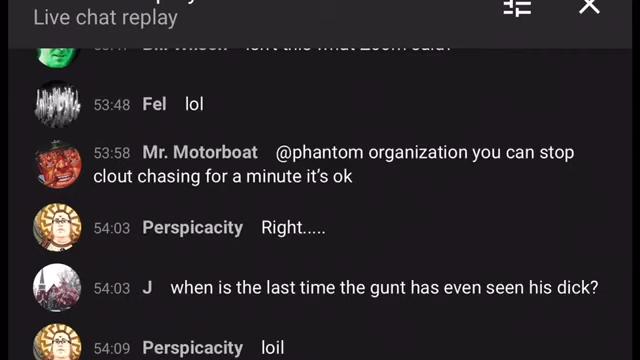 Live chat replay
53:48 Fel lol
53:58 Mr. Motorboat @phantom organization you can stop
clout chasing for a minute it's ok
54:03 Perspicacity Right.....
54:03 J when is the last time the gunt has even seen his dick?
54:09 Perspicacity loil